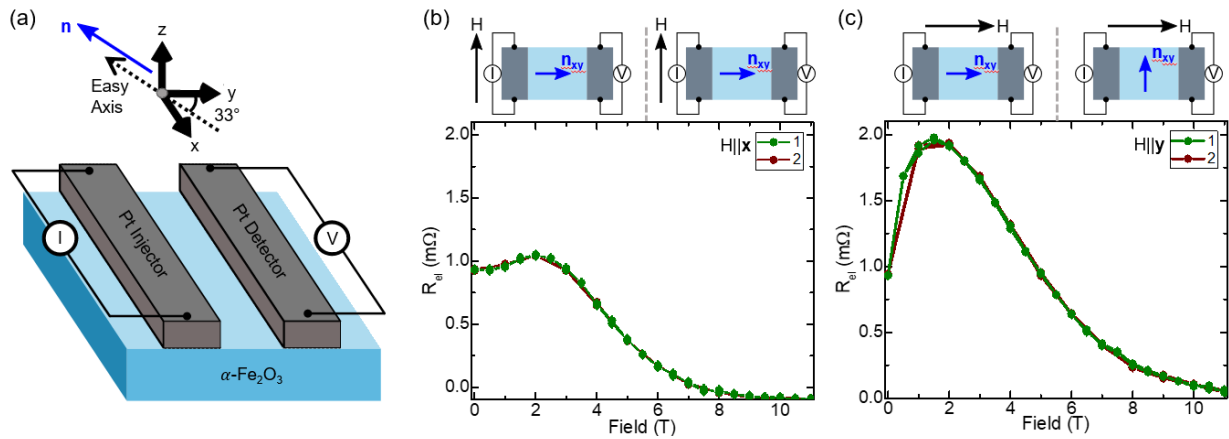 (a)
n
z
Easy
Axis
y
33°
x
Pt Injector
Pt Detector
I
V
α-Fe2O3
(b)
H
H
I
nxy
V
I
nxy
V
H||x
1
2
2.0
1.5
1.0
0.5
0.0
Rel (mΩ)
0 2 4 6 8 10
Field (T)
(c)
H
H
I
nxy
V
I
nxy
V
H||y
1
2
2.0
1.5
1.0
0.5
0.0
Rel (mΩ)
0 2 4 6 8 10
Field (T)